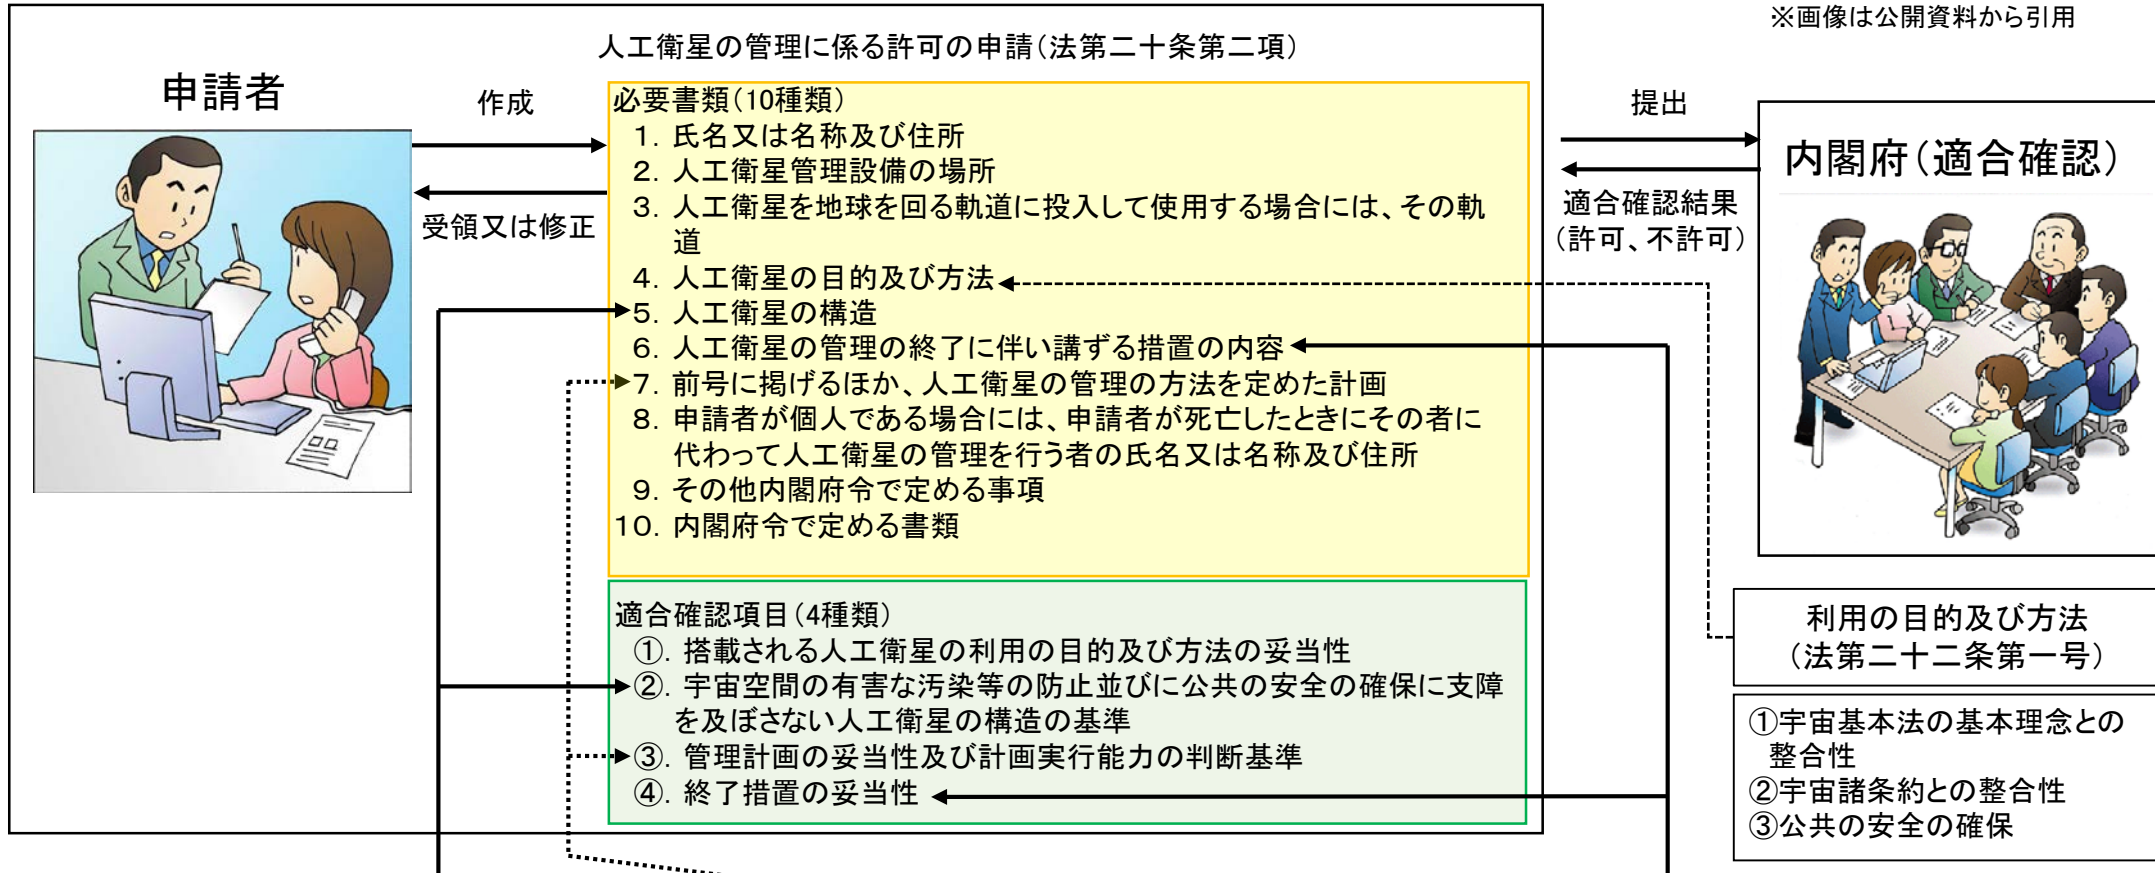 ※画像は公開資料から引用
人工衛星の管理に係る許可の申請（法第二十条第二項）
申請者
作成
受領又は修正
必要書類（10種類）
1．氏名又は名称及び住所
2．人工衛星管理設備の場所
3．人工衛星を地球を回る軌道に投入して使用する場合には、その軌
道
4．人工衛星の目的及び方法
5．人工衛星の構造
6．人工衛星の管理の終了に伴い講ずる措置の内容
7．前号に掲げるほか、人工衛星の管理の方法を定めた計画
8．申請者が個人である場合には、申請者が死亡したときにその者に
代わって人工衛星の管理を行う者の氏名又は名称及び住所
9．その他内閣府令で定める事項
10．内閣府令で定める書類
適合確認項目（4種類）
①．搭載される人工衛星の利用の目的及び方法の妥当性
②．宇宙空間の有害な汚染等の防止並びに公共の安全の確保に支障
を及ぼさない人工衛星の構造の基準
③．管理計画の妥当性及び計画実行能力の判断基準
④．終了措置の妥当性
提出
適合確認結果
（許可、不許可）
内閣府（適合確認）
利用の目的及び方法
（法第二十二条第一号）
①宇宙基本法の基本理念との
整合性
②宇宙諸条約との整合性
③公共の安全の確保